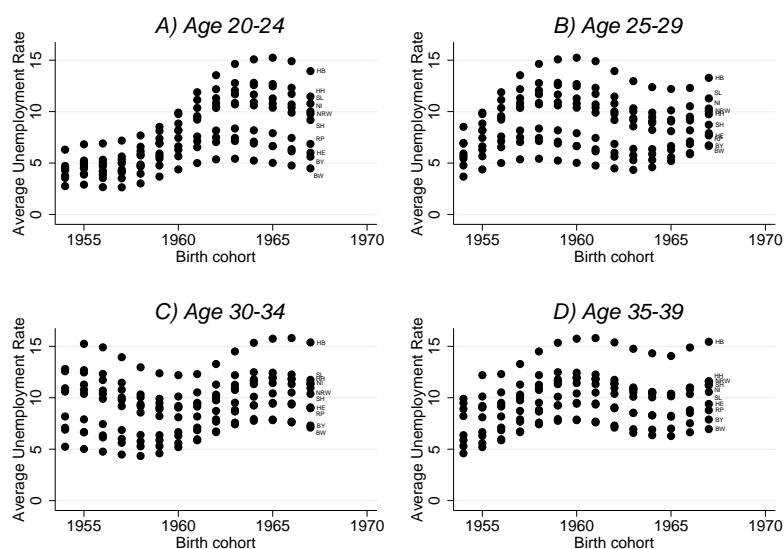 A) Age 20-24
Average Unemployment Rate
15
10
5
0
HB
HH
SL
NI
NRW
SH
RP
HE
BY
BW
1955 1960 1965 1970
Birth cohort
B) Age 25-29
Average Unemployment Rate
15
10
5
0
HB
SL
NRW
SH
HE
BY
BW
1955 1960 1965 1970
Birth cohort
C) Age 30-34
Average Unemployment Rate
15
10
5
0
HB
SL
NI
NRW
SH
HE
RP
BY
BW
1955 1960 1965 1970
Birth cohort
D) Age 35-39
Average Unemployment Rate
15
10
5
0
HB
HH
NRW
SH
NI
SL
HE
RP
BY
BW
1955 1960 1965 1970
Birth cohort